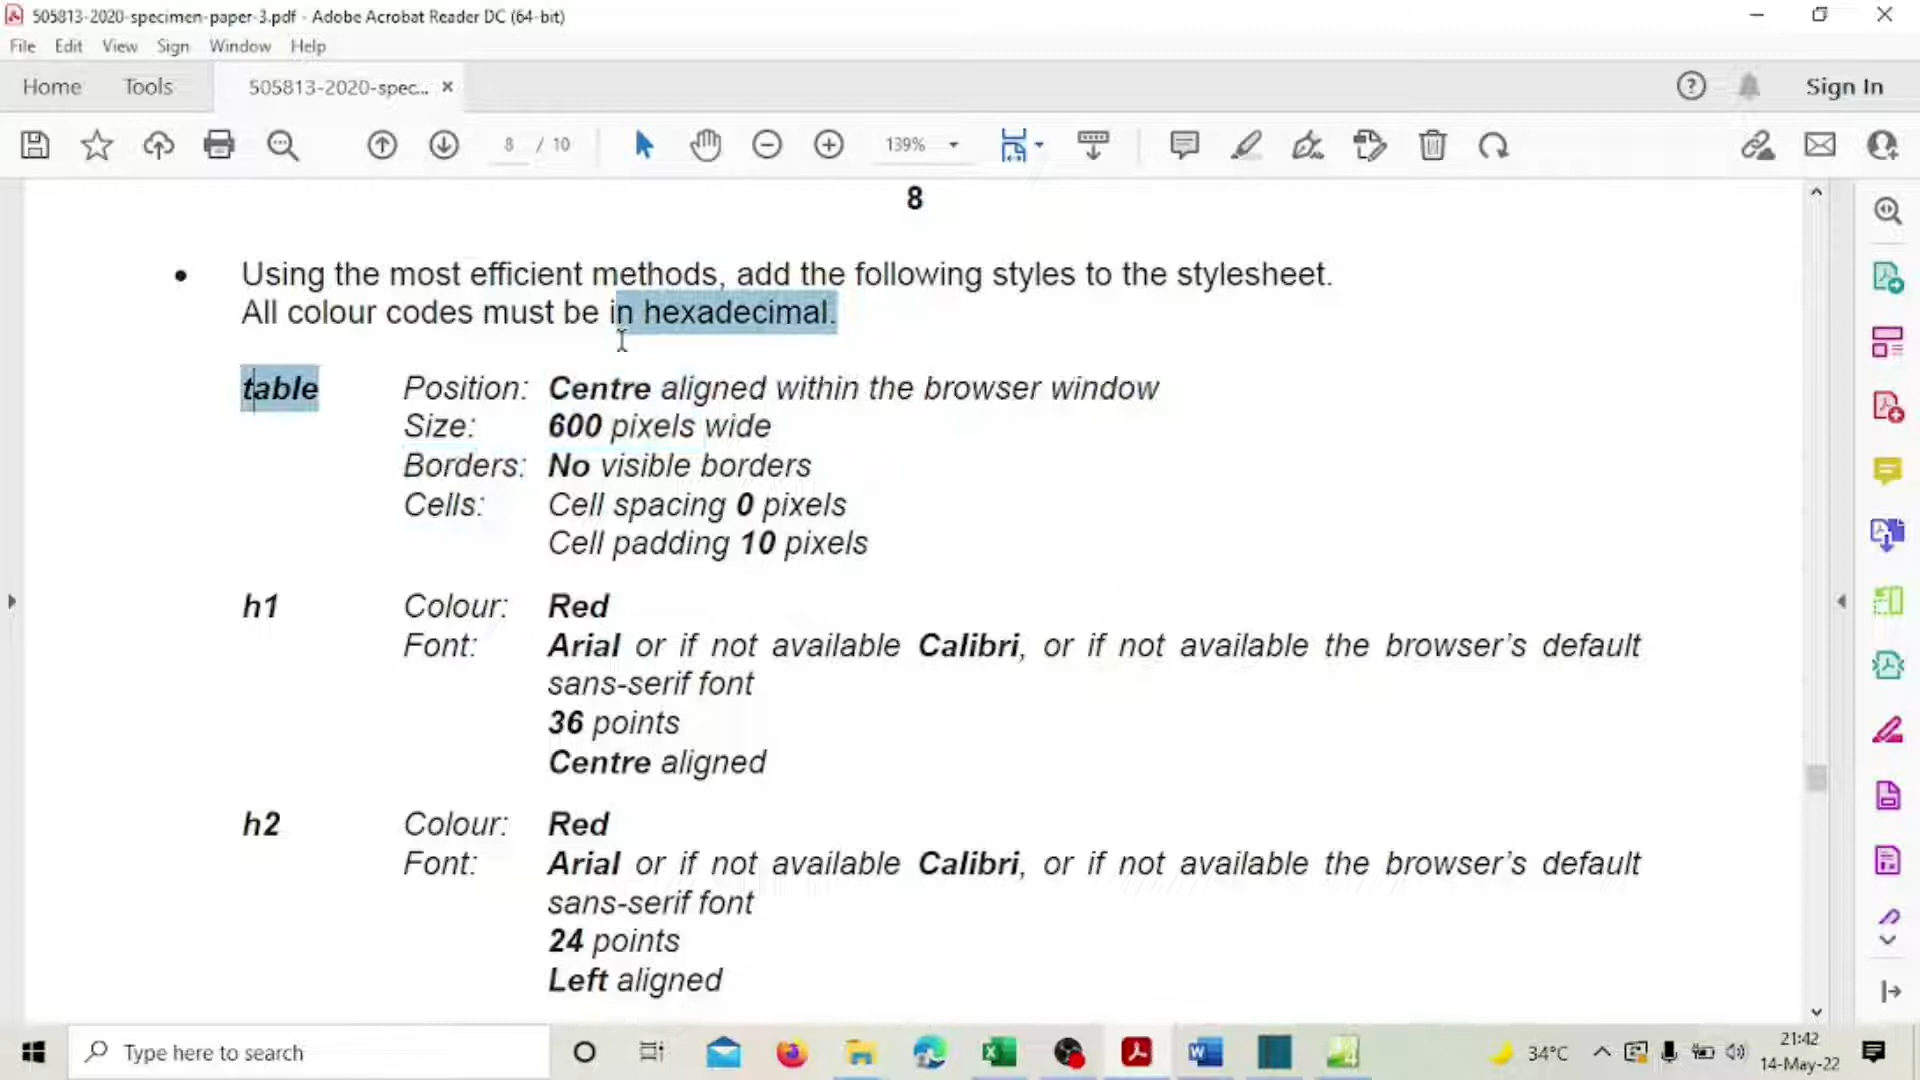 505813-2020-specimen-paper-3.pdf - Adobe Acrobat Reader DC (64-bit)
File Edit View Sign Window Help
Home Tools 505813-2020-spec... × Sign In
8 / 10 139%
8
• Using the most efficient methods, add the following styles to the stylesheet.
All colour codes must be in hexadecimal.
table Position: Centre aligned within the browser window
Size: 600 pixels wide
Borders: No visible borders
Cells: Cell spacing 0 pixels
Cell padding 10 pixels
h1 Colour: Red
Font: Arial or if not available Calibri, or if not available the browser's default
sans-serif font
36 points
Centre aligned
h2 Colour: Red
Font: Arial or if not available Calibri, or if not available the browser's default
sans-serif font
24 points
Left aligned
Type here to search
34°C
21:42
14-May-22